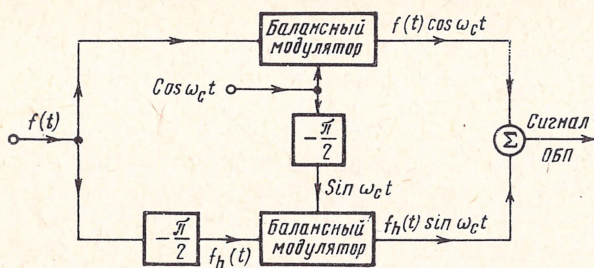 Балансный
модулятор
f(t) cos ω_c t
Cos ω_c t
f(t)
-π/2
Сигнал
Σ
ОБП
Sin ω_c t
-π/2
f_h(t)
Балансный
модулятор
f_h(t) sin ω_c t